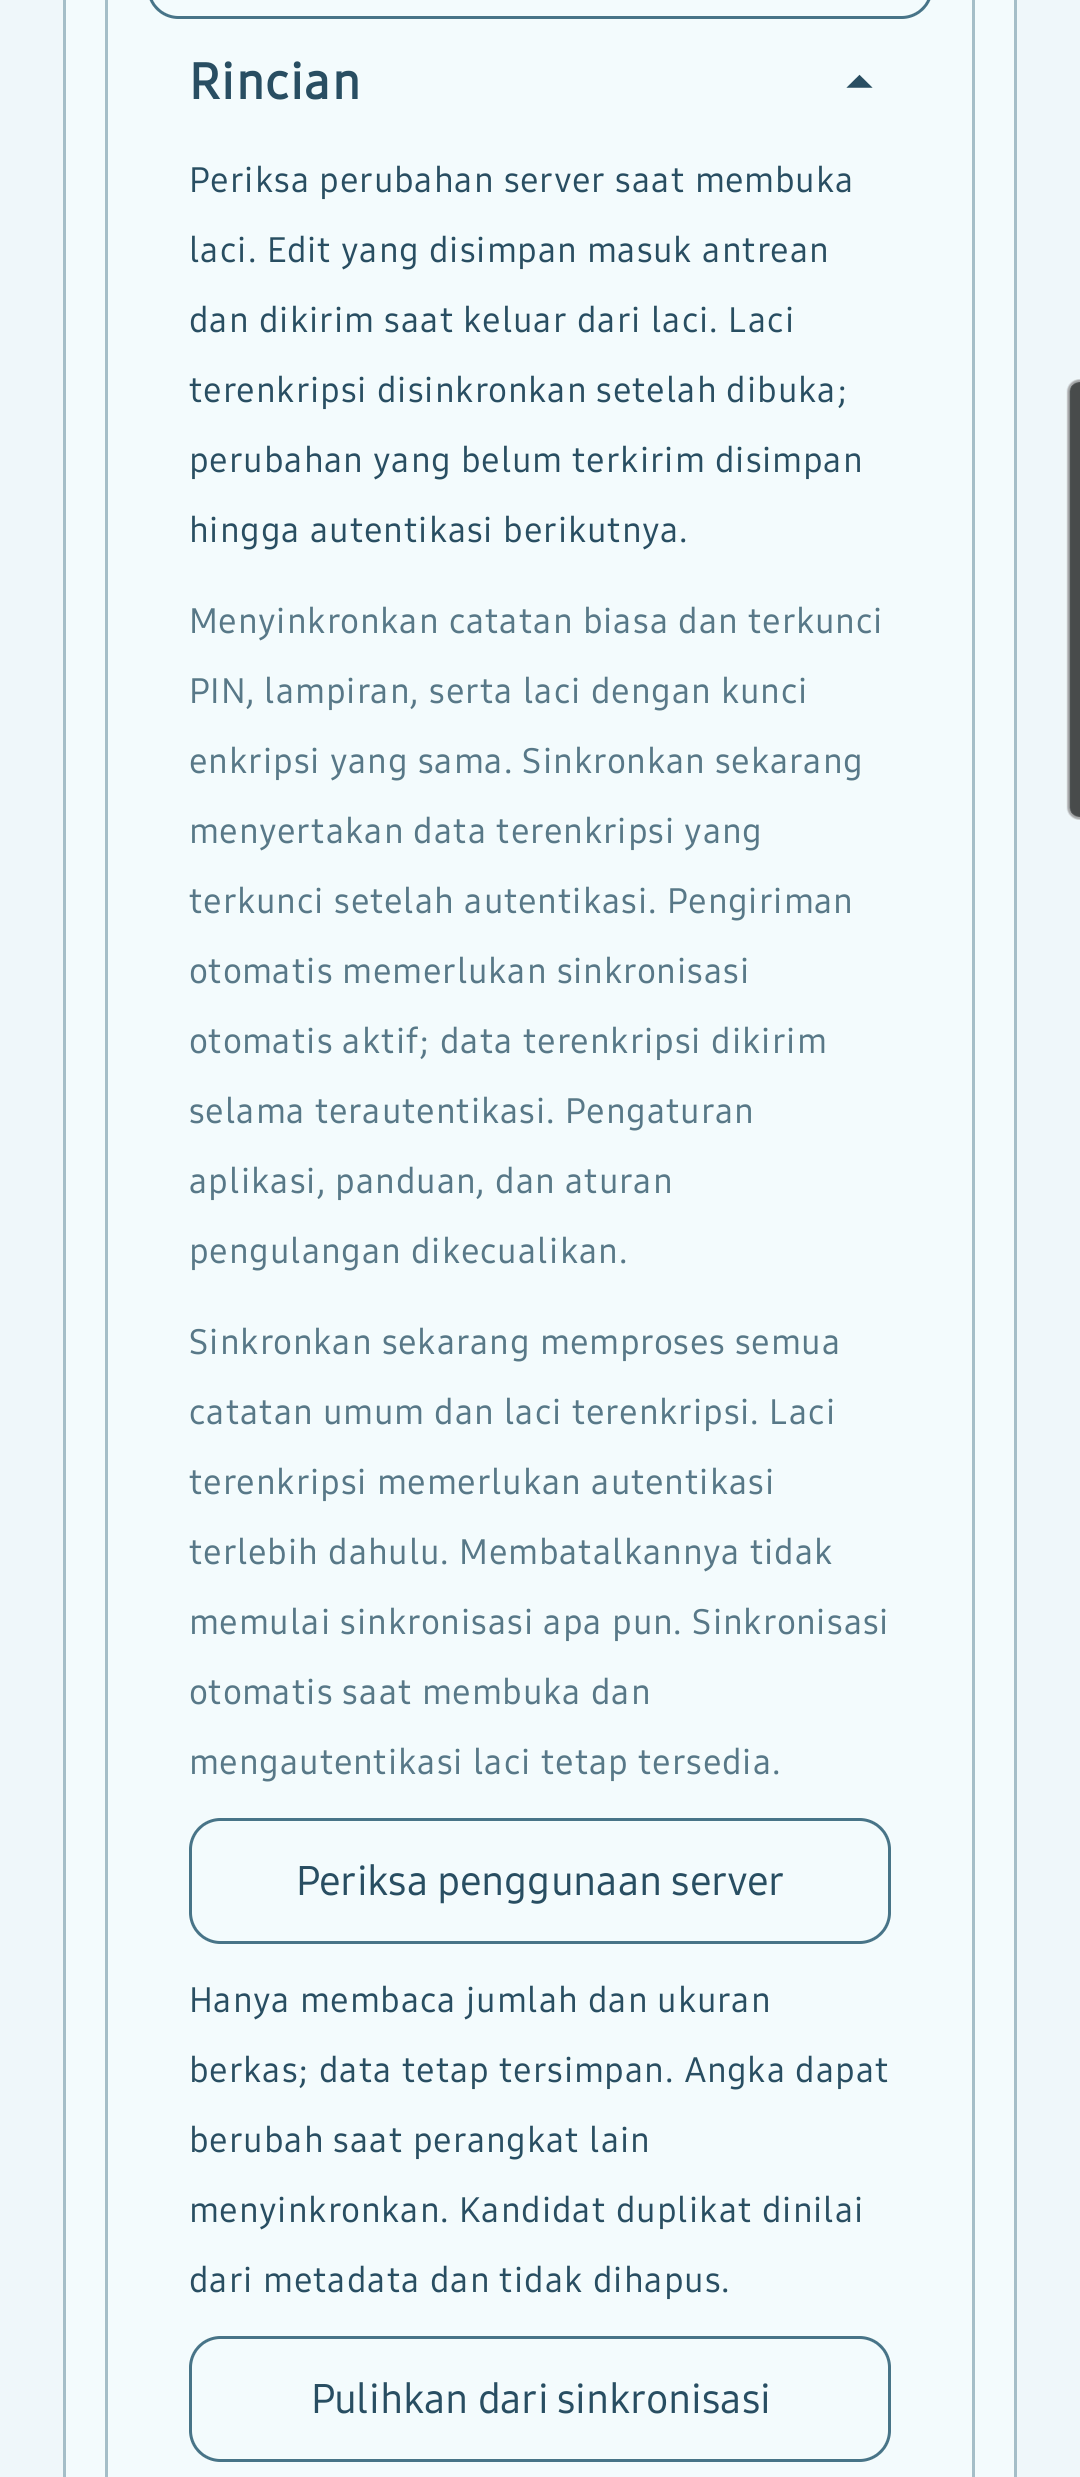 Rincian
Periksa perubahan server saat membuka
laci. Edit yang disimpan masuk antrean
dan dikirim saat keluar dari laci. Laci
terenkripsi disinkronkan setelah dibuka;
perubahan yang belum terkirim disimpan
hingga autentikasi berikutnya.
Menyinkronkan catatan biasa dan terkunci
PIN, lampiran, serta laci dengan kunci
enkripsi yang sama. Sinkronkan sekarang
menyertakan data terenkripsi yang
terkunci setelah autentikasi. Pengiriman
otomatis memerlukan sinkronisasi
otomatis aktif; data terenkripsi dikirim
selama terautentikasi. Pengaturan
aplikasi, panduan, dan aturan
pengulangan dikecualikan.
Sinkronkan sekarang memproses semua
catatan umum dan laci terenkripsi. Laci
terenkripsi memerlukan autentikasi
terlebih dahulu. Membatalkannya tidak
memulai sinkronisasi apa pun. Sinkronisasi
otomatis saat membuka dan
mengautentikasi laci tetap tersedia.
Periksa penggunaan server
Hanya membaca jumlah dan ukuran
berkas; data tetap tersimpan. Angka dapat
berubah saat perangkat lain
menyinkronkan. Kandidat duplikat dinilai
dari metadata dan tidak dihapus.
Pulihkan dari sinkronisasi